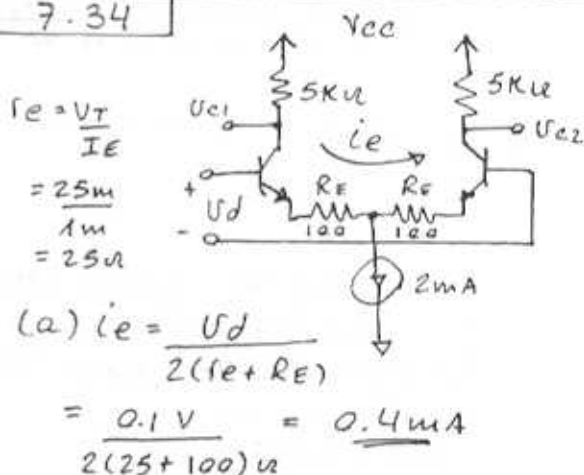 7.34
Vcc
5KΩ
5KΩ
re = VT / IE
Uc1
ie
Uc2
= 25m / 1m
+
RE
RE
Ud
100
100
-
= 25Ω
2mA
(a) ie = Ud / 2(re + RE)
= 0.1 V / 2(25+100)Ω = 0.4mA